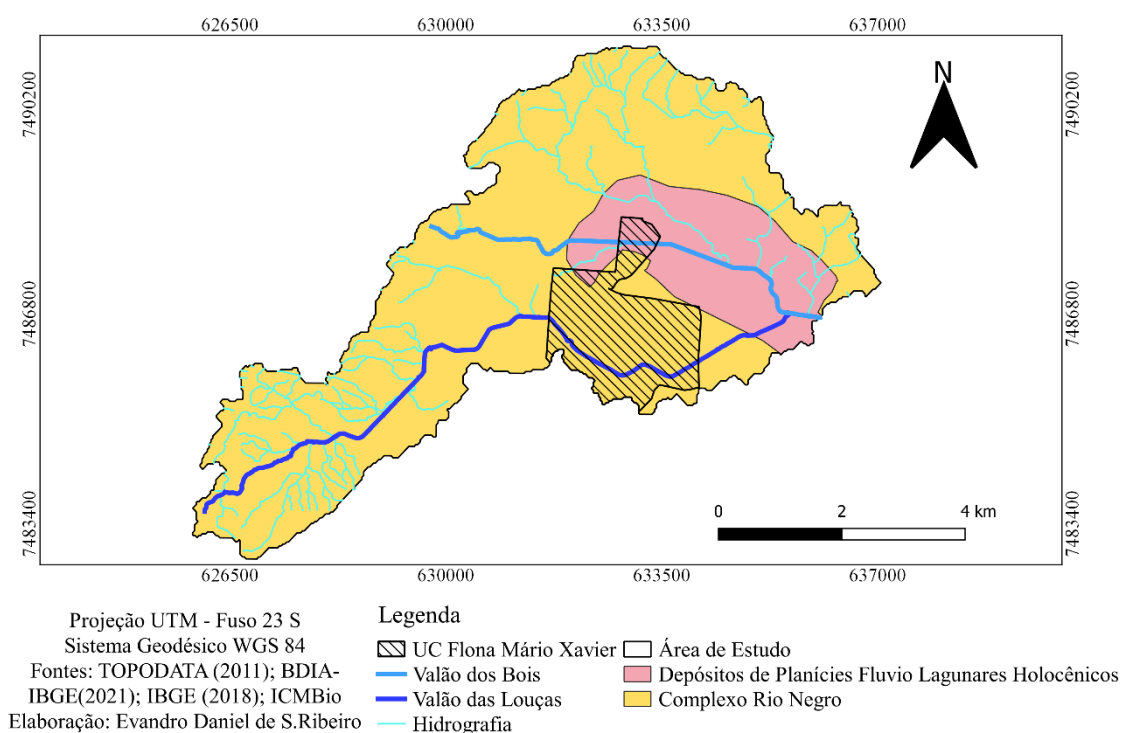 626500 630000 633500 637000
7490200 7490200
N
7486800 7486800
7483400 7483400
0 2 4 km
626500 630000 633500 637000
Projeção UTM - Fuso 23 S
Sistema Geodésico WGS 84
Fontes: TOPODATA (2011); BDIA-
IBGE(2021); IBGE (2018); ICMBio
Elaboração: Evandro Daniel de S.Ribeiro
Legenda
UC Flona Mário Xavier
Valão dos Bois
Valão das Louças
Hidrografia
Área de Estudo
Depósitos de Planícies Fluvio Lagunares Holocênicos
Complexo Rio Negro